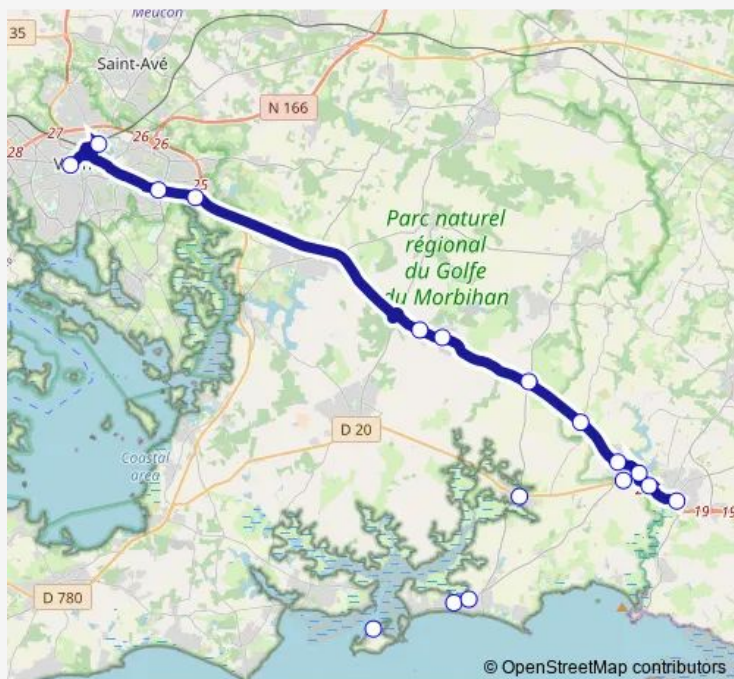 Meucon
35
Saint-Avé
N 166
27
26
26
28
V
25
Parc naturel
régional
du Golfe
du Morbihan
D 20
Coastal
area
19
19
D 780
© OpenStreetMap contributors